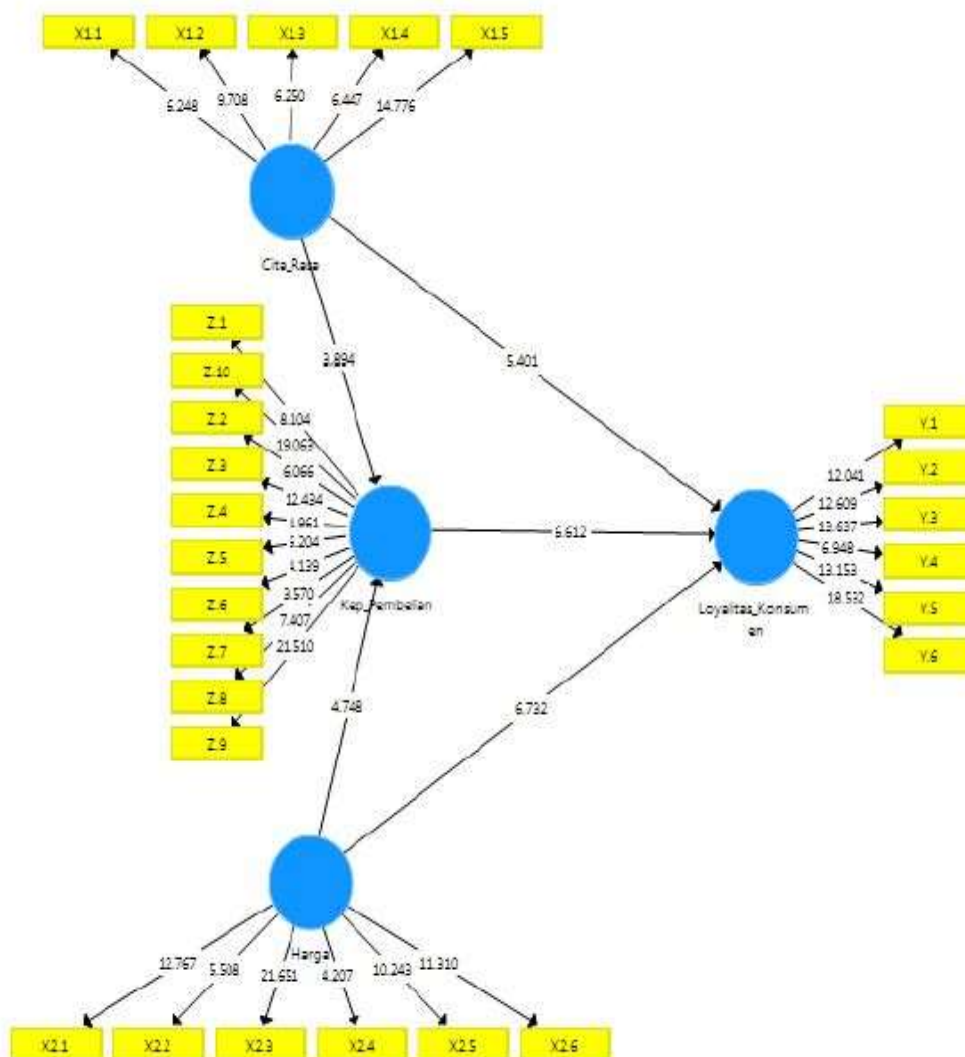 X1.1 X1.2 X1.3 X1.4 X1.5
9.708 6.250 6.447 14.776
Cita_Rasa
Z.1
Z.10
Z.2
Z.3
Z.4
Z.5
Z.6
Z.7
Z.8
Z.9
3.894
5.401
8.104
19.063
6.066
12.434
3.570
7.407
21.510
Kep_Pembelian
Y.1
Y.2
Y.3
Y.4
Y.5
Y.6
12.041
12.609
13.637
6.948
13.153
18.532
Loyalitas_Konsum
en
4.748
6.732
Harga
12.767 5.508 21.651 4.207 10.243 11.310
X2.1 X2.2 X2.3 X2.4 X2.5 X2.6